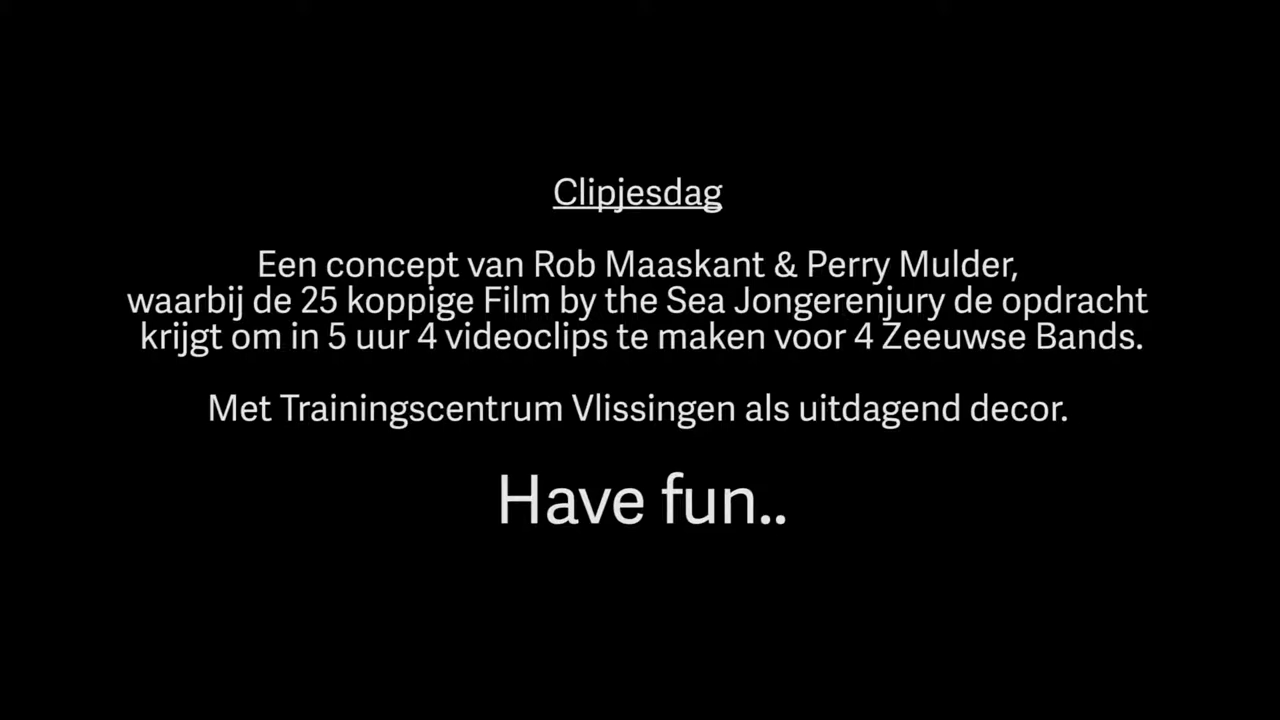 Clipjesdag
Een concept van Rob Maaskant & Perry Mulder,
waarbij de 25 koppige Film by the Sea Jongerenjury de opdracht
krijgt om in 5 uur 4 videoclips te maken voor 4 Zeeuwse Bands.
Met Trainingscentrum Vlissingen als uitdagend decor.
Have fun..